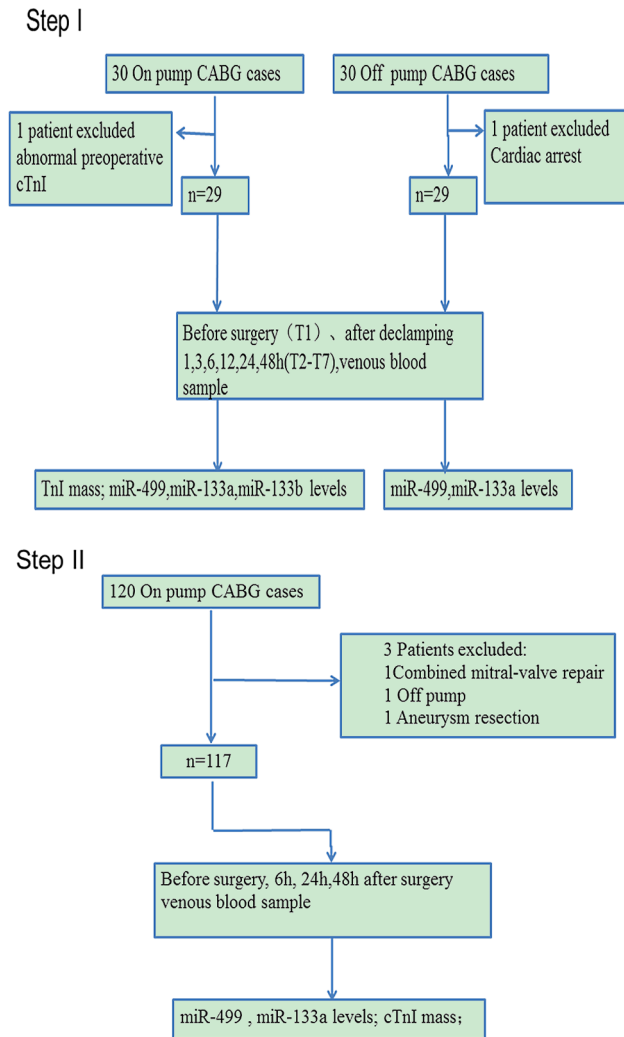 Step I
30 On pump CABG cases
30 Off pump CABG cases
1 patient excluded
abnormal preoperative
cTnI
1 patient excluded
Cardiac arrest
n=29
n=29
Before surgery（T1）、after declamping
1,3,6,12,24,48h(T2-T7),venous blood
sample
TnI mass; miR-499,miR-133a,miR-133b levels
miR-499,miR-133a levels
Step II
120 On pump CABG cases
3 Patients excluded:
1Combined mitral-valve repair
1 Off pump
1 Aneurysm resection
n=117
Before surgery, 6h, 24h,48h after surgery
venous blood sample
miR-499 , miR-133a levels; cTnI mass；